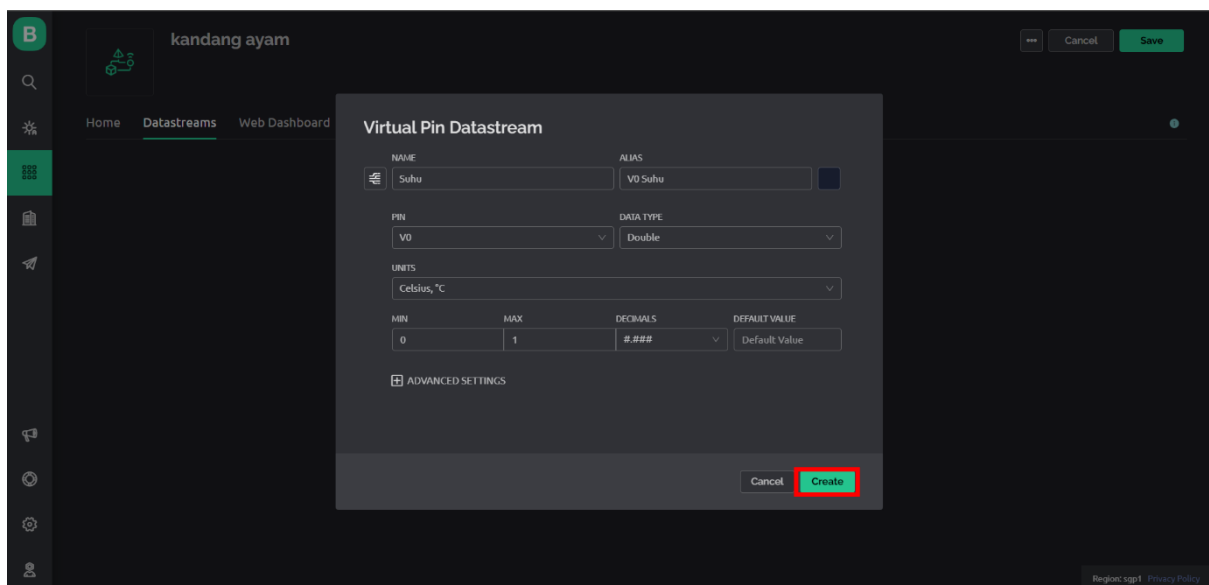 B
kandang ayam
Cancel
Save
Home Datastreams Web Dashboard
Virtual Pin Datastream
NAME ALIAS
Suhu V0 Suhu
PIN DATA TYPE
V0 Double
UNITS
Celsius, °C
MIN MAX DECIMALS DEFAULT VALUE
0 1 #.### Default Value
ADVANCED SETTINGS
Cancel Create
Region: sgp1 Privacy Policy